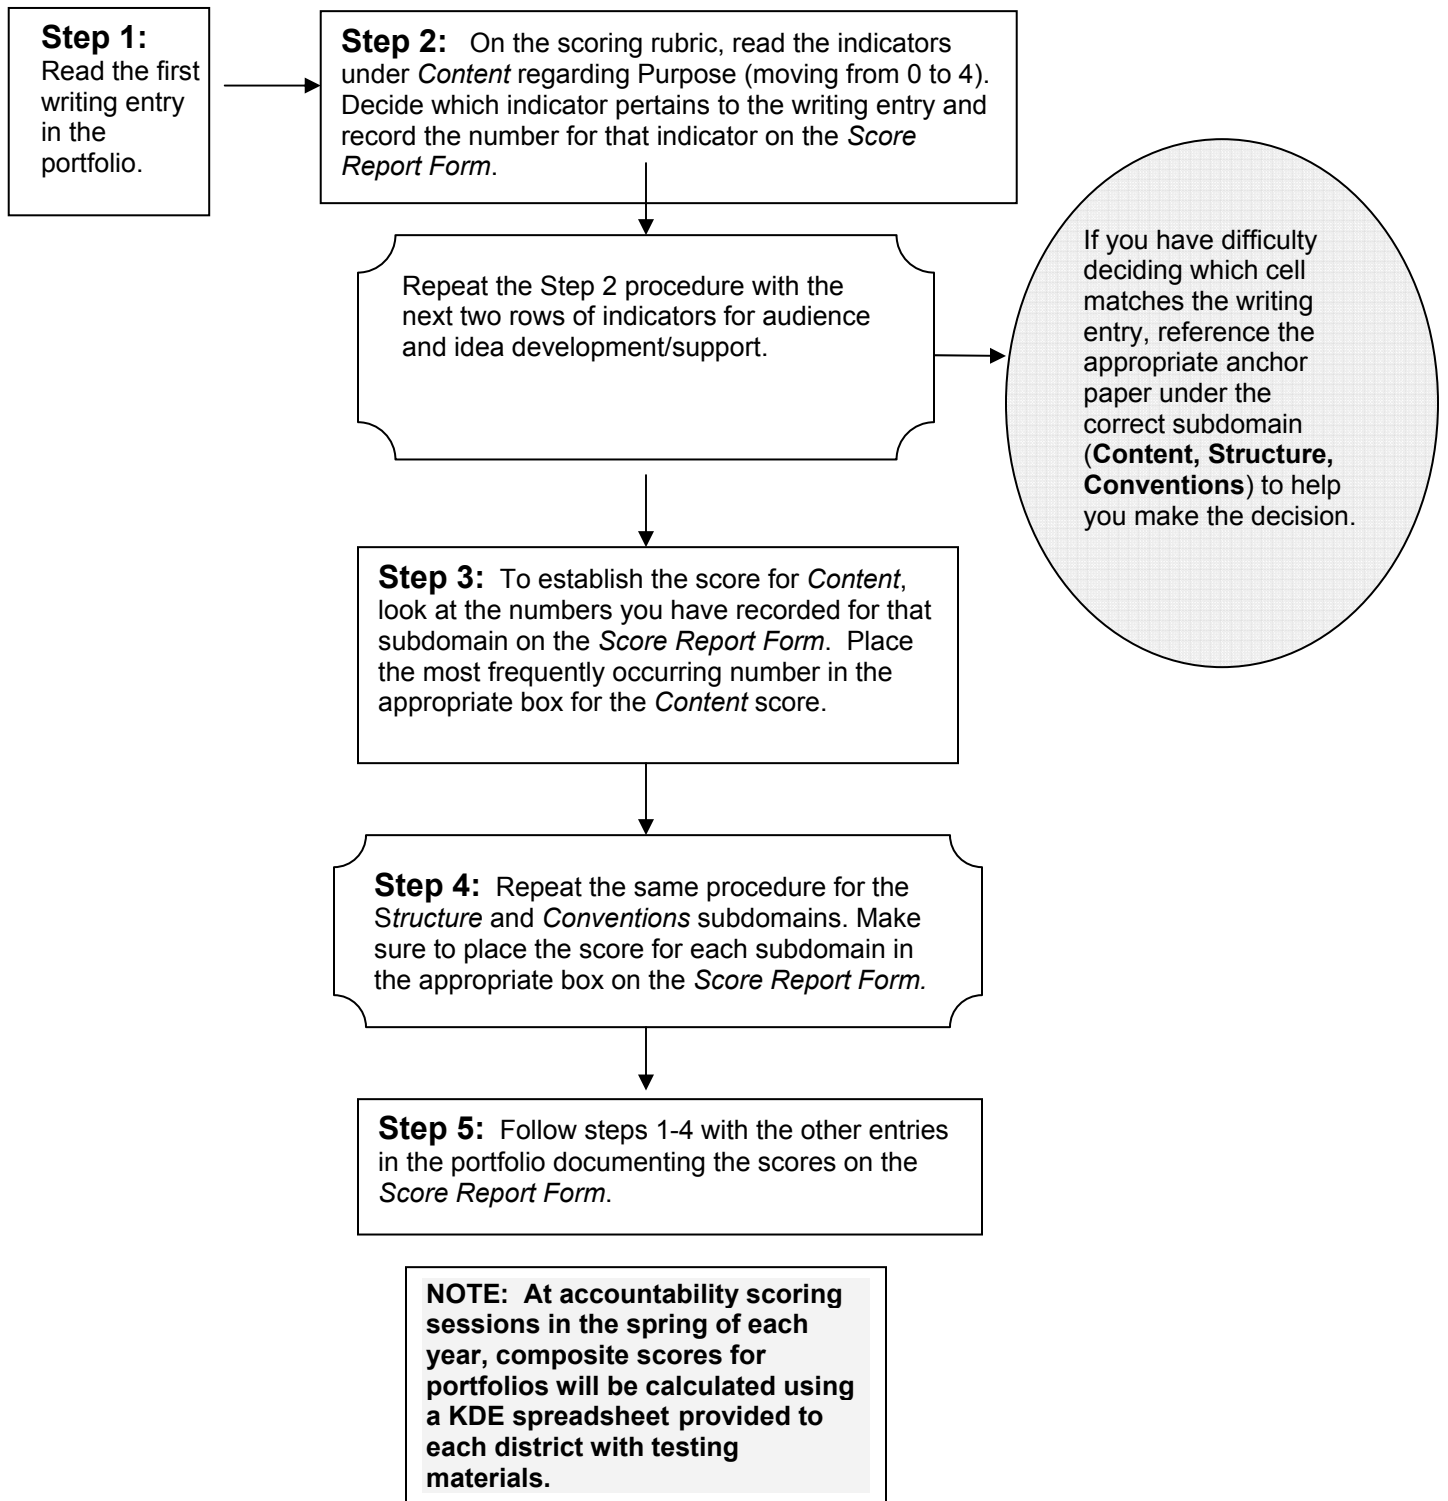 Step 1:
Read the first
writing entry
in the
portfolio.
Step 2: On the scoring rubric, read the indicators
under Content regarding Purpose (moving from 0 to 4).
Decide which indicator pertains to the writing entry and
record the number for that indicator on the Score
Report Form.
Repeat the Step 2 procedure with the
next two rows of indicators for audience
and idea development/support.
If you have difficulty
deciding which cell
matches the writing
entry, reference the
appropriate anchor
paper under the
correct subdomain
(Content, Structure,
Conventions) to help
you make the decision.
Step 3: To establish the score for Content,
look at the numbers you have recorded for that
subdomain on the Score Report Form. Place
the most frequently occurring number in the
appropriate box for the Content score.
Step 4: Repeat the same procedure for the
Structure and Conventions subdomains. Make
sure to place the score for each subdomain in
the appropriate box on the Score Report Form.
Step 5: Follow steps 1-4 with the other entries
in the portfolio documenting the scores on the
Score Report Form.
NOTE: At accountability scoring
sessions in the spring of each
year, composite scores for
portfolios will be calculated using
a KDE spreadsheet provided to
each district with testing
materials.